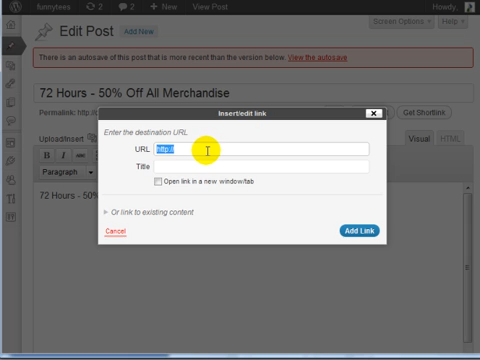 funnytees 2 2 New View Post Howdy,
Edit Post Add New Screen Options Help
There is an autosave of this post that is more recent than the version below. View the autosave
72 Hours - 50% Off All Merchandise
Permalink: http:// Get Shortlink
Insert/edit link
Enter the destination URL
URL http://
Title
Open link in a new window/tab
Or link to existing content
Cancel Add Link
Upload/Insert Visual HTML
B I ABC
Paragraph
72 Hours - 50%